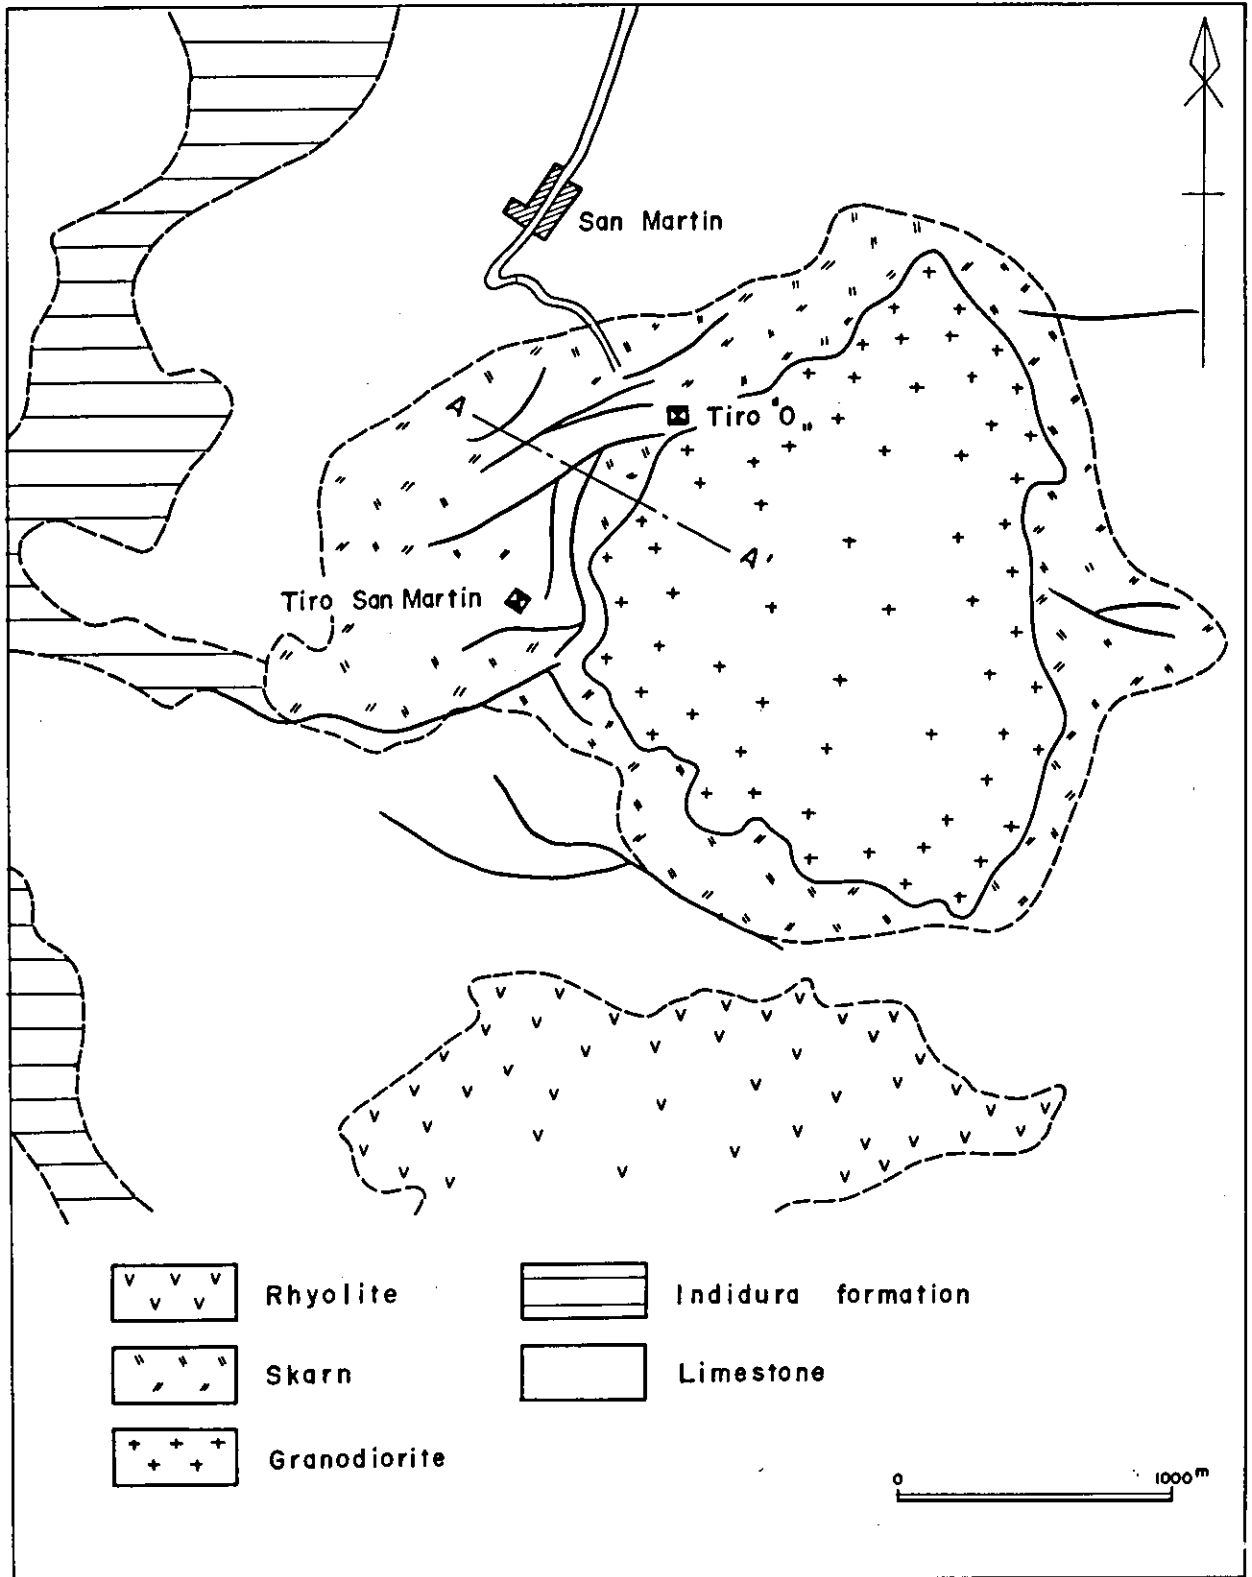 San Martin
A
Tiro "O"
A'
Tiro San Martin
Rhyolite
Indidura formation
Skarn
Limestone
Granodiorite
0 1000m